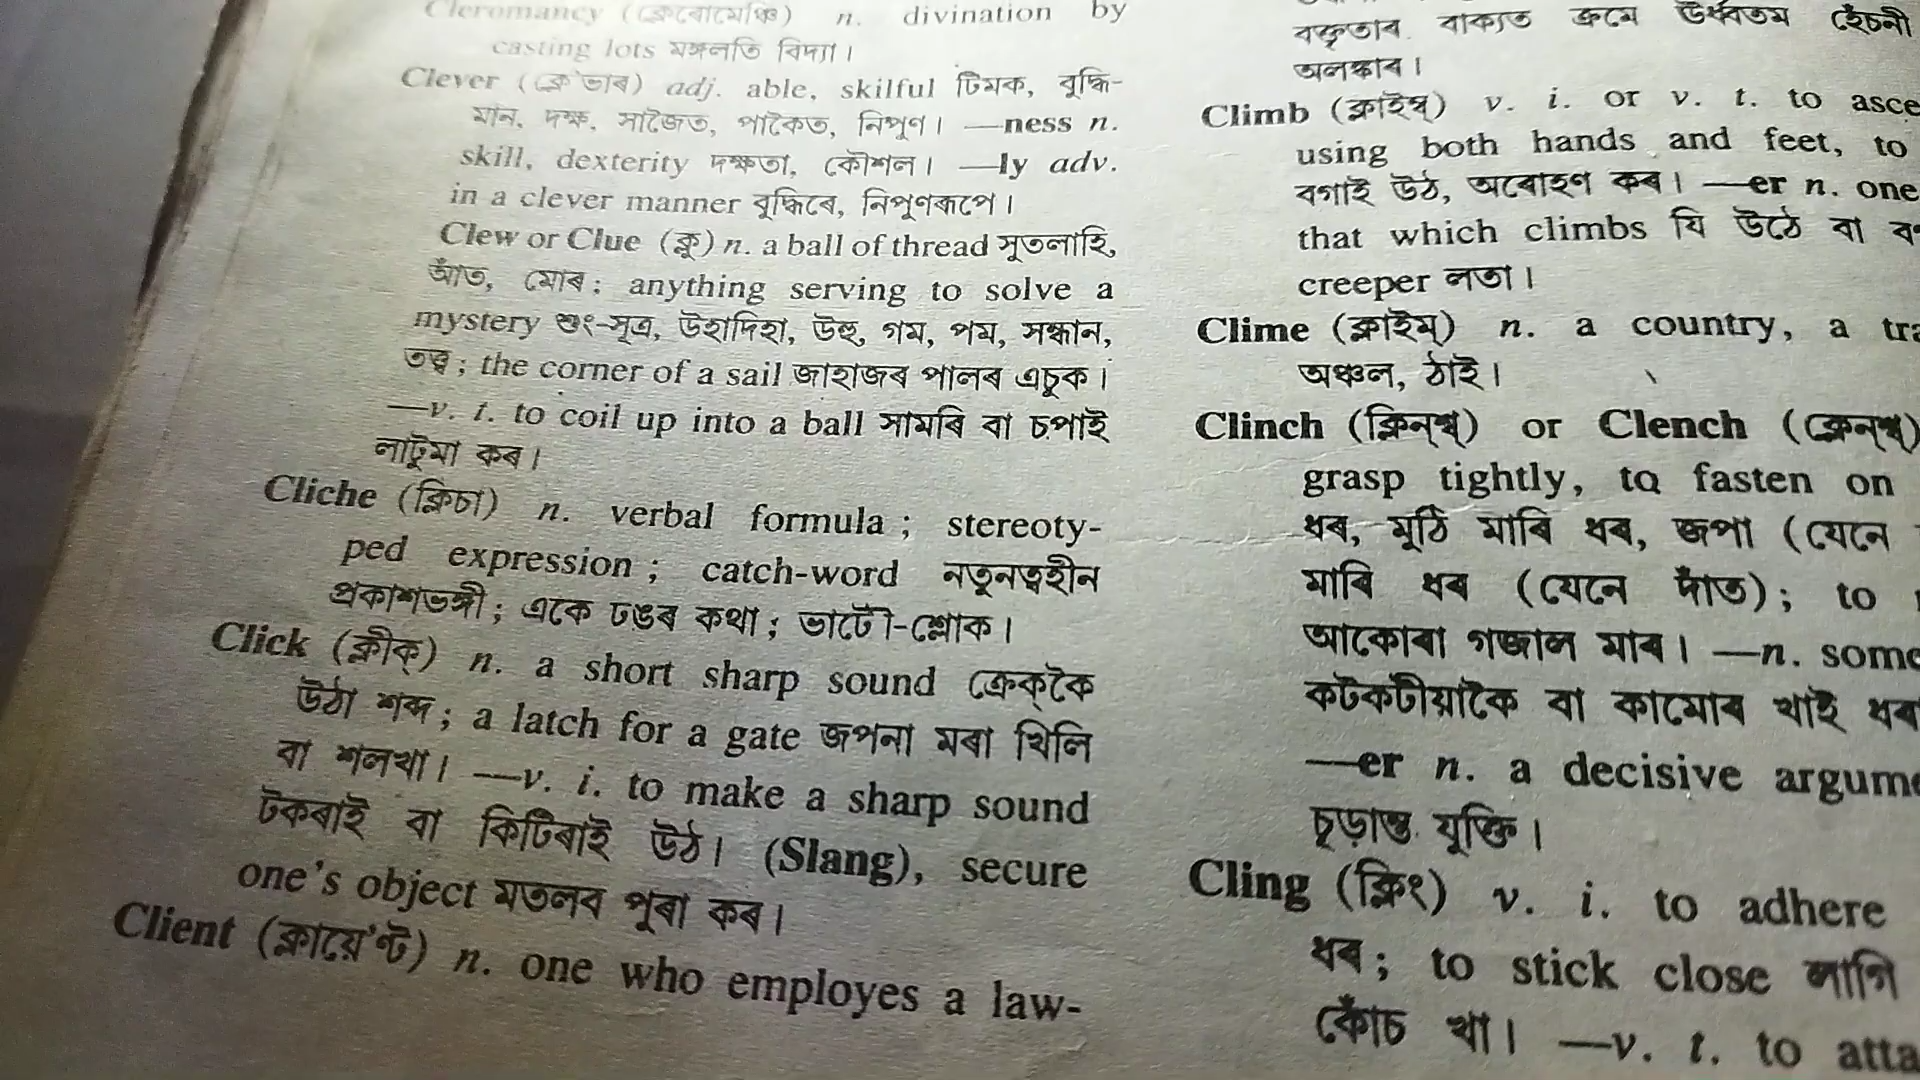 Cleromancy (ক্লেৰোমেঞ্চি) n. divination by
casting lots মঙ্গলতি বিদ্যা।
Clever (ক্লে'ভাৰ) adj. able, skilful টিমক, বুদ্ধি-
মান, দক্ষ, সাজৈত, পাকৈত, নিপুণ। —ness n.
skill, dexterity দক্ষতা, কৌশল। —ly adv.
in a clever manner বুদ্ধিৰে, নিপুণৰূপে।
Clew or Clue (ক্লু) n. a ball of thread সূতলাহি,
আঁত, মোৰ; anything serving to solve a
mystery শুং-সূত্ৰ, উহাদিহা, উহ, গম, পম, সন্ধান,
তত্ত্ব; the corner of a sail জাহাজৰ পালৰ এচুক।
—v. t. to coil up into a ball সামৰি বা চপাই
লাটুমা কৰ।
Cliche (ক্লিচা) n. verbal formula; stereoty-
ped expression; catch-word নতুনত্বহীন
প্ৰকাশভঙ্গী; একে ঢঙৰ কথা; ভাটৌ-শ্লোক।
Click (ক্লীক্) n. a short sharp sound ক্ৰেক্‌কৈ
উঠা শব্দ; a latch for a gate জপনা মৰা খিলি
বা শলখা। —v. i. to make a sharp sound
টকৰাই বা কিটিৰাই উঠ। (Slang), secure
one's object মতলব পূৰা কৰ।
Client (ক্লায়ে'ণ্ট) n. one who employes a law-
বক্তৃতাৰ বাক্যত ক্ৰমে ঊৰ্ধ্বতম
অলঙ্কাৰ।
Climb (ক্লাইম্ব্) v. i. or v. t. to asce
using both hands and feet, to
বগাই উঠ, অৰোহণ কৰ। —er n. one
that which climbs যি উঠে বা
creeper লতা।
Clime (ক্লাইম্) n. a country, a tra
অঞ্চল, ঠাই।
Clinch (ক্লিন্‌শ্ব) or Clench (ক্লেন্‌শ্ব)
grasp tightly, to fasten on
ধৰ, মুঠি মাৰি ধৰ, জপা (যেনে
মাৰি ধৰ (যেনে দাঁত); to
আকোৰা গজাল মাৰ। —n. some
কটকটীয়াকৈ বা কামোৰ খাই ধৰা
—er n. a decisive argume
চূড়ান্ত যুক্তি।
Cling (ক্লিং) v. i. to adhere
ধৰ; to stick close লাগি
কোঁচ খা। —v. t. to atta